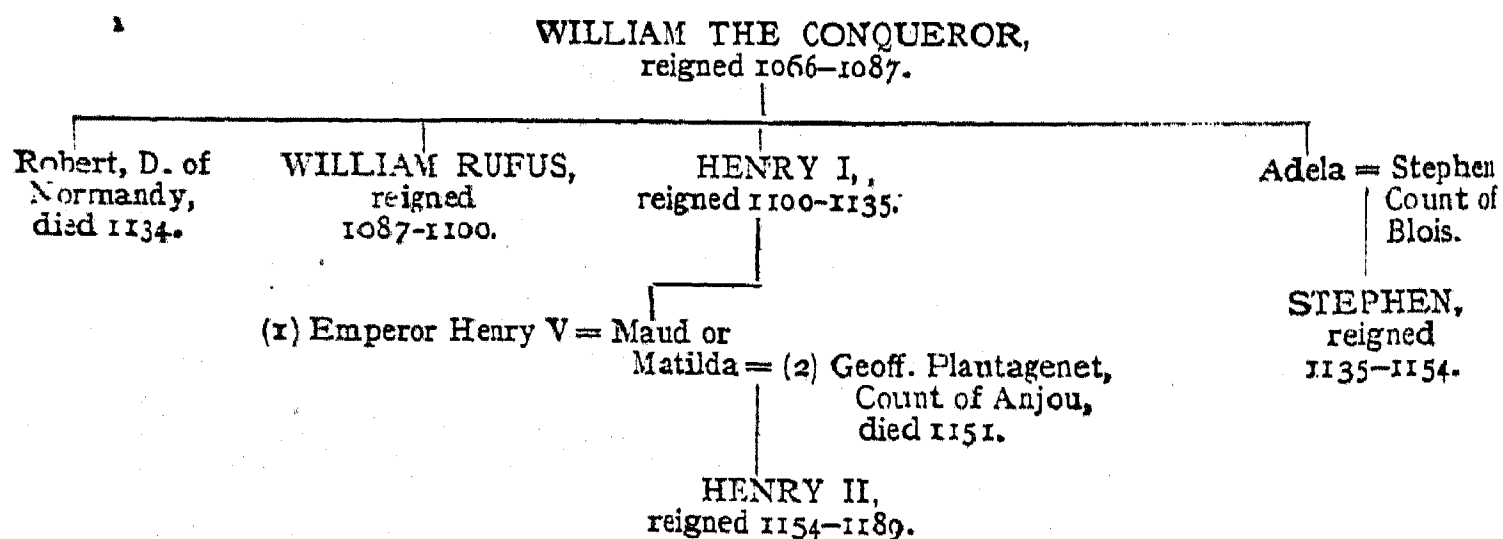 1
WILLIAM THE CONQUEROR,
reigned 1066–1087.
Robert, D. of
Normandy,
died 1134.
WILLIAM RUFUS,
reigned
1087–1100.
HENRY I,,
reigned 1100–1135.
Adela = Stephen
Count of
Blois.
(1) Emperor Henry V = Maud or
Matilda = (2) Geoff. Plantagenet,
Count of Anjou,
died 1151.
STEPHEN,
reigned
1135–1154.
HENRY II,
reigned 1154–1189.